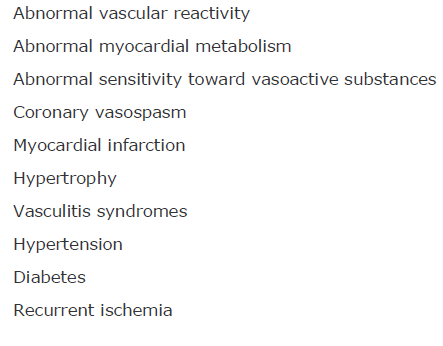 Abnormal vascular reactivity
Abnormal myocardial metabolism
Abnormal sensitivity toward vasoactive substances
Coronary vasospasm
Myocardial infarction
Hypertrophy
Vasculitis syndromes
Hypertension
Diabetes
Recurrent ischemia